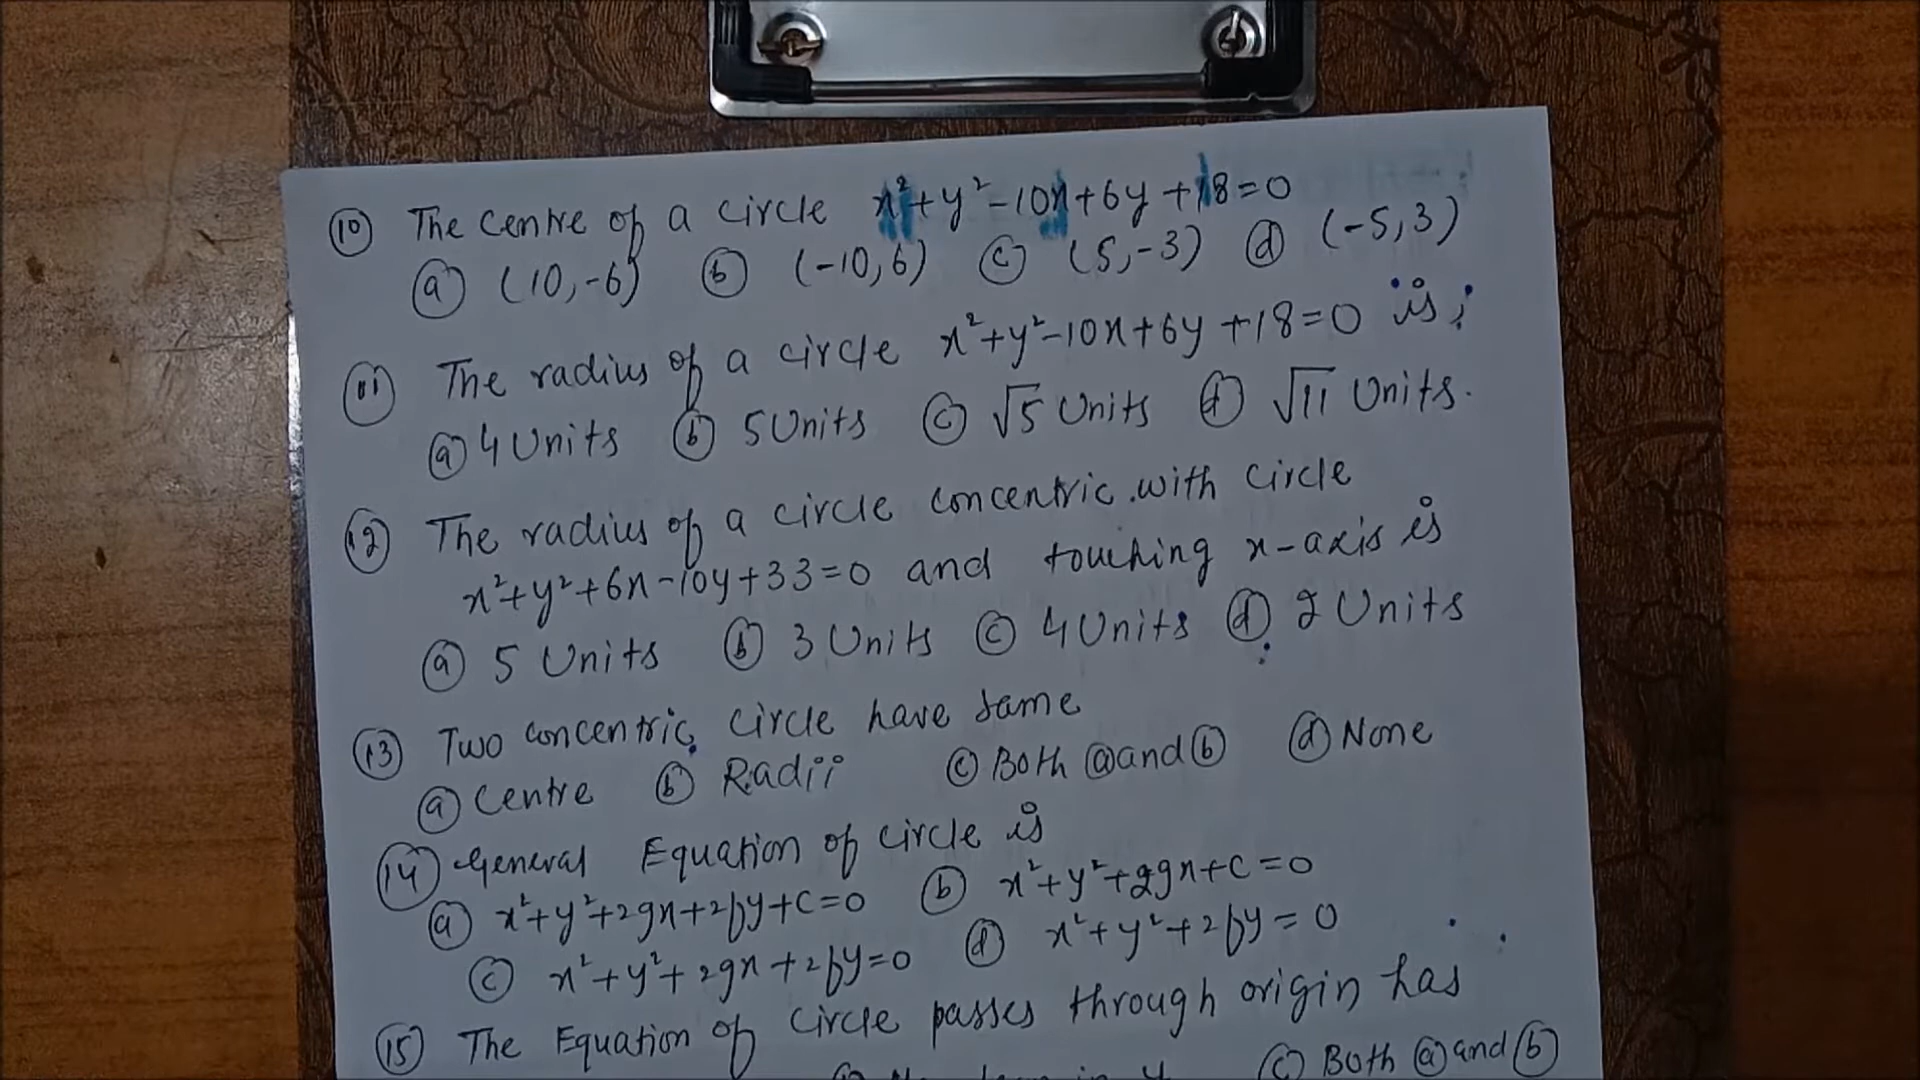 (10) The Centre of a circle x²+y²-10x+6y+18=0
(a) (10,-6) (b) (-10,6) (c) (5,-3) (d) (-5,3)
(11) The radius of a circle x²+y²-10x+6y+18=0 is;
(a) 4 Units (b) 5 Units (c) √5 Units (d) √11 Units.
(12) The radius of a circle concentric with circle
x²+y²+6x-10y+33=0 and touching x-axis is
(a) 5 Units (b) 3 Units (c) 4 Units (d) 2 Units
(13) Two concentric circle have same
(a) Centre (b) Radii (c) Both (a) and (b) (d) None
(14) General Equation of circle is
(a) x²+y²+2gx+2fy+c=0 (b) x²+y²+2gx+c=0
(c) x²+y²+2gx+2fy=0 (d) x²+y²+2fy=0
(15) The Equation of circle passes through origin has
(c) Both (a) and (b)